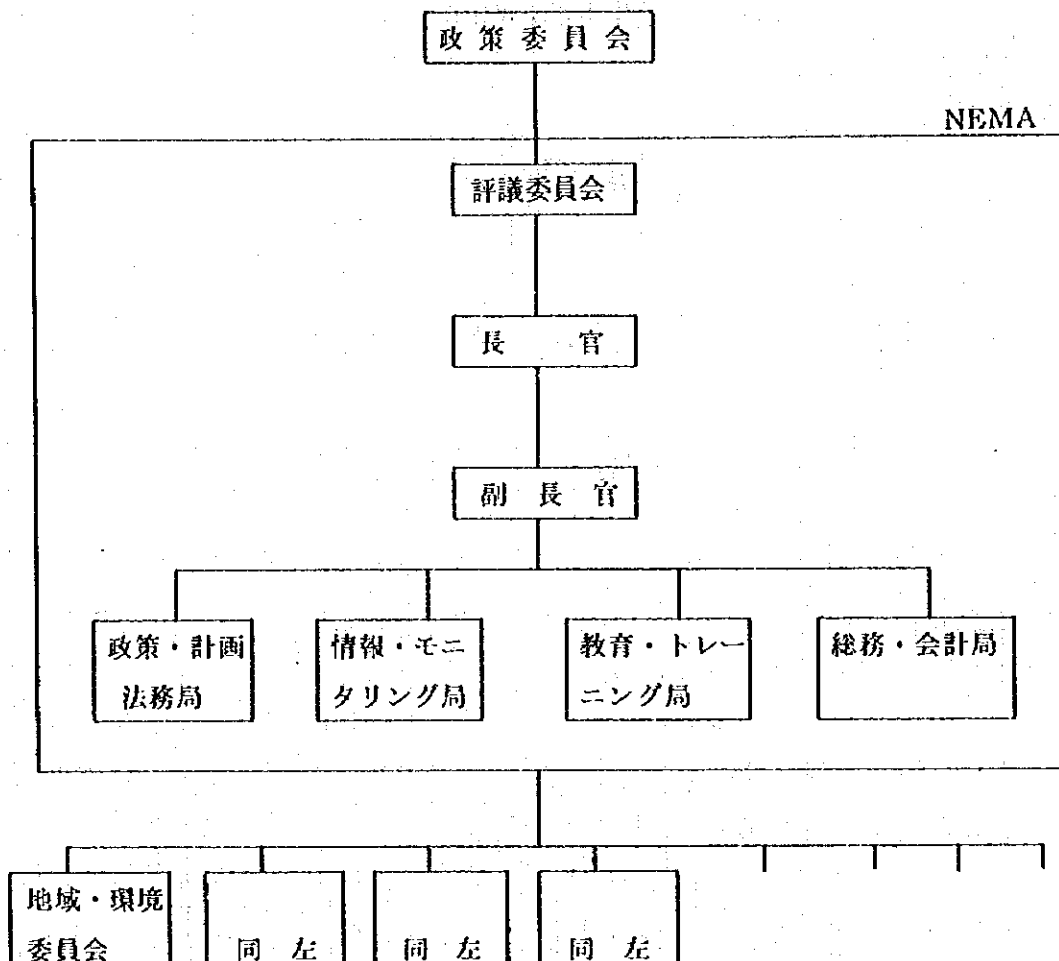 政策委員会
NEMA
評議委員会
長官
副長官
政策・計画
法務局
情報・モニ
タリング局
教育・トレー
ニング局
総務・会計局
地域・環境
委員会
同左
同左
同左